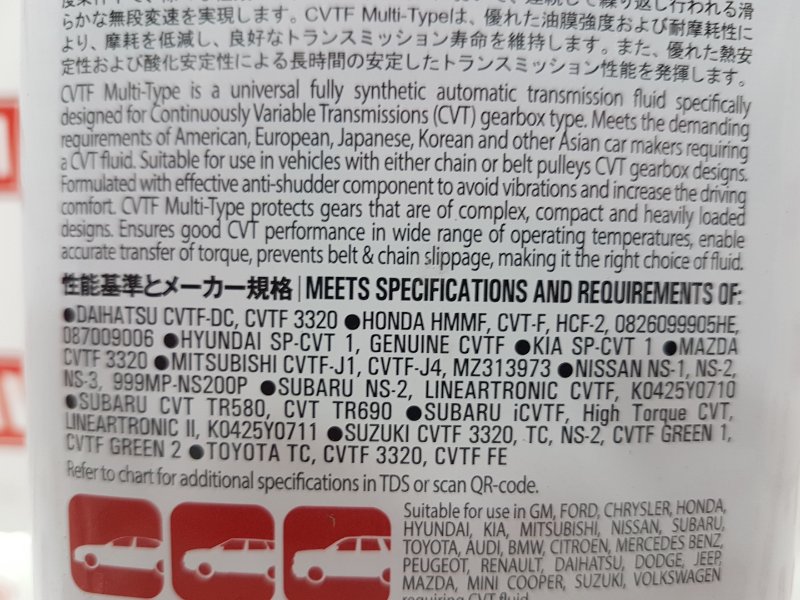 らかな無段変速を実現します。CVTF Multi-Typeは、優れた油膜強度および耐摩耗性に
より、摩耗を低減し、良好なトランスミッション寿命を維持します。また、優れた熱安
定性および酸化安定性による長時間の安定したトランスミッション性能を発揮します。
CVTF Multi-Type is a universal fully synthetic automatic transmission fluid specifically
designed for Continuously Variable Transmissions (CVT) gearbox type. Meets the demanding
requirements of American, European, Japanese, Korean and other Asian car makers requiring
a CVT fluid. Suitable for use in vehicles with either chain or belt pulleys CVT gearbox designs.
Formulated with effective anti-shudder component to avoid vibrations and increase the driving
comfort. CVTF Multi-Type protects gears that are of complex, compact and heavily loaded
designs. Ensures good CVT performance in wide range of operating temperatures, enable
accurate transfer of torque, prevents belt & chain slippage, making it the right choice of fluid.
性能基準とメーカー規格 | MEETS SPECIFICATIONS AND REQUIREMENTS OF:
●DAIHATSU CVTF-DC, CVTF 3320 ●HONDA HMMF, CVT-F, HCF-2, 0826099905HE,
087009006 ●HYUNDAI SP-CVT 1, GENUINE CVTF ●KIA SP-CVT 1 ●MAZDA
CVTF 3320 ●MITSUBISHI CVTF-J1, CVTF-J4, MZ313973 ●NISSAN NS-1, NS-2,
NS-3, 999MP-NS200P ●SUBARU NS-2, LINEARTRONIC CVTF, K0425Y0710
●SUBARU CVT TR580, CVT TR690 ●SUBARU iCVTF, High Torque CVT,
LINEARTRONIC II, K0425Y0711 ●SUZUKI CVTF 3320, TC, NS-2, CVTF GREEN 1,
CVTF GREEN 2 ●TOYOTA TC, CVTF 3320, CVTF FE
Refer to chart for additional specifications in TDS or scan QR-code.
Suitable for use in GM, FORD, CHRYSLER, HONDA,
HYUNDAI, KIA, MITSUBISHI, NISSAN, SUBARU,
TOYOTA, AUDI, BMW, CITROEN, MERCEDES BENZ,
PEUGEOT, RENAULT, DAIHATSU, DODGE, JEEP,
MAZDA, MINI COOPER, SUZUKI, VOLKSWAGEN
requiring CVT fluid.